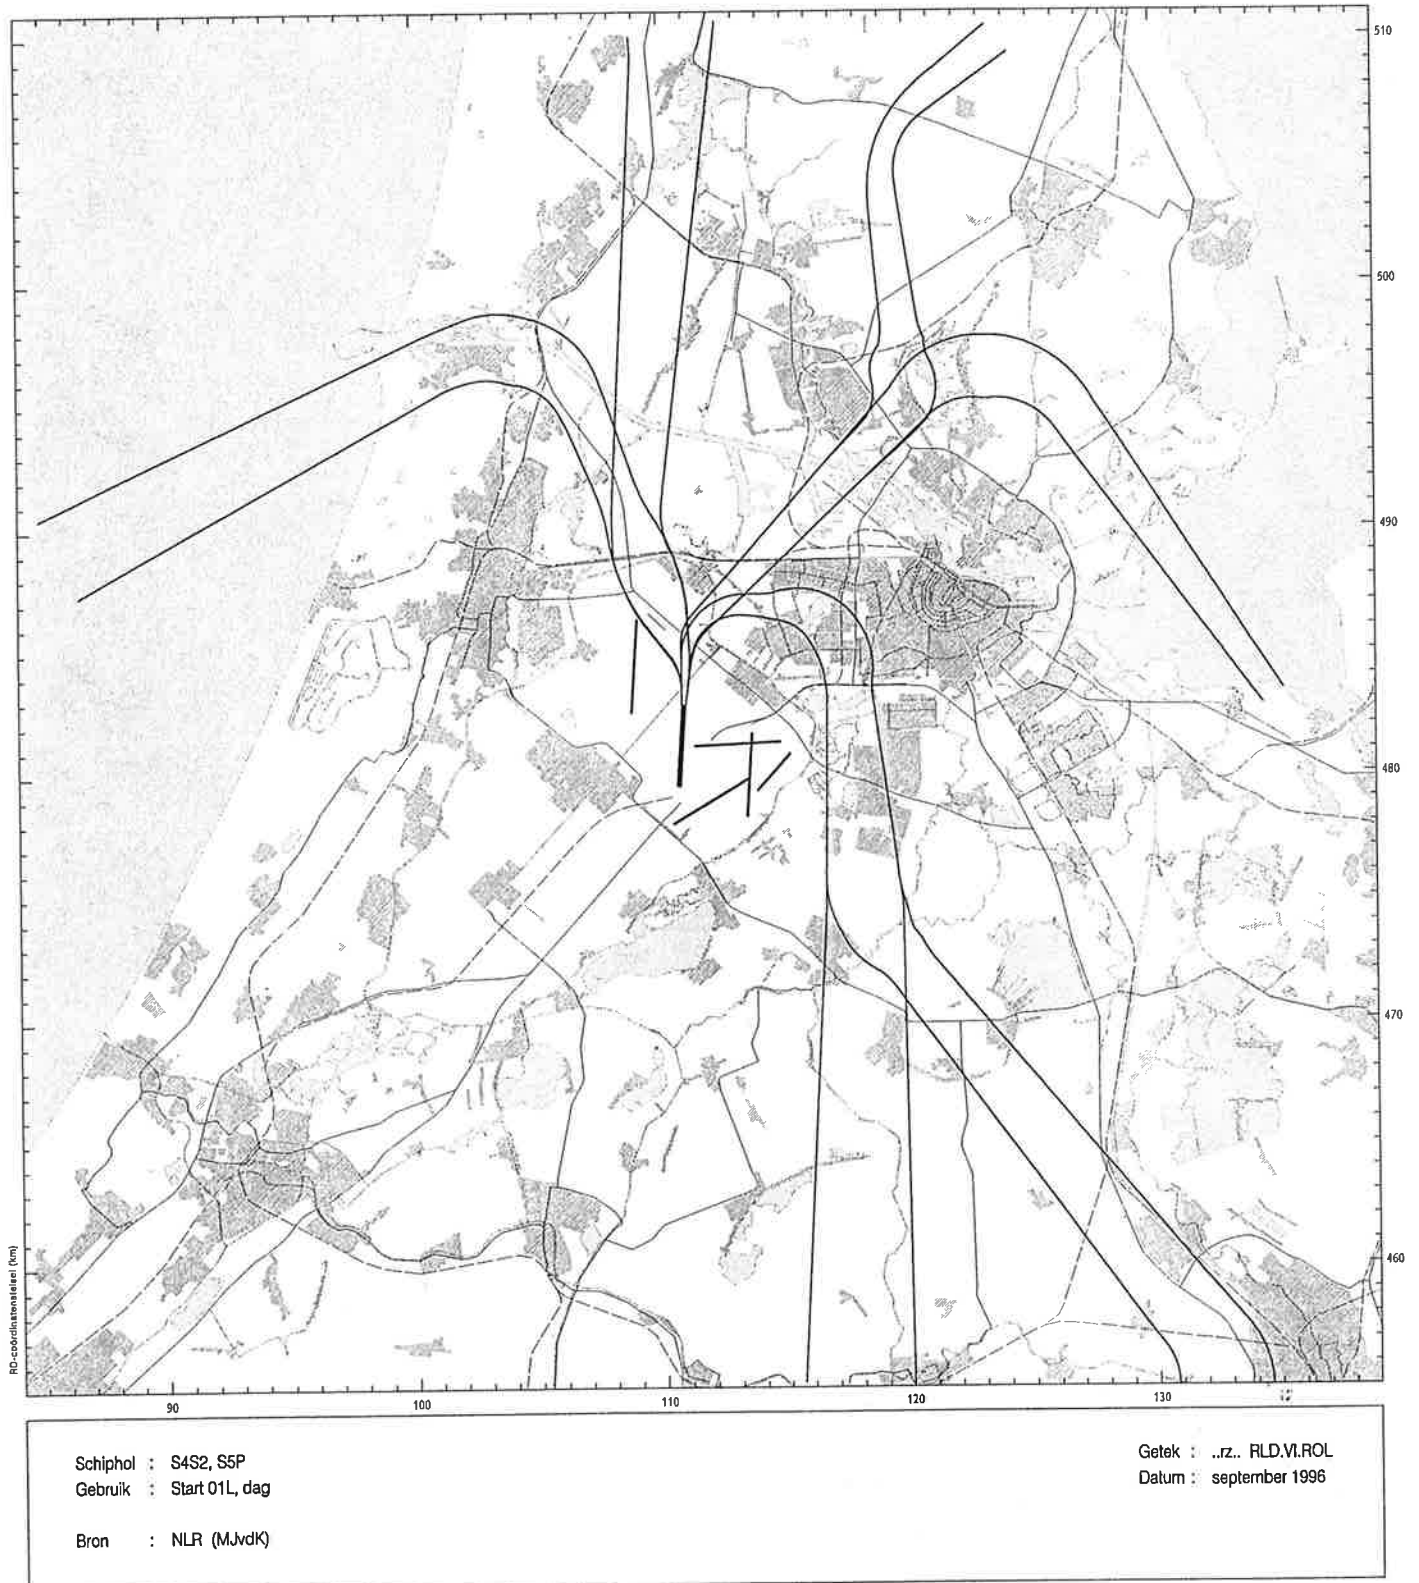 510
500
490
480
470
460
RD-coördinatenstelsel (km)
90
100
110
120
130
Schiphol : S4S2, S5P
Gebruik : Start 01L, dag
Bron : NLR (MJvdK)
Getek : ..rz.. RLD.VI.ROL
Datum : september 1996